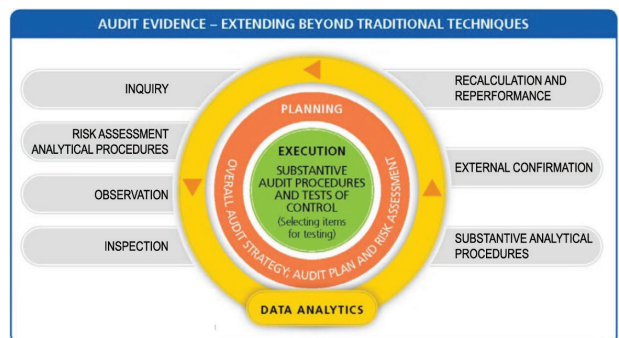 AUDIT EVIDENCE – EXTENDING BEYOND TRADITIONAL TECHNIQUES
INQUIRY
RISK ASSESSMENT
ANALYTICAL PROCEDURES
OBSERVATION
INSPECTION
PLANNING
OVERALL AUDIT STRATEGY; AUDIT PLAN AND RISK ASSESSMENT
EXECUTION
SUBSTANTIVE
AUDIT PROCEDURES
AND TESTS OF
CONTROL
(Selecting items
for testing)
DATA ANALYTICS
RECALCULATION AND
REPERFORMANCE
EXTERNAL CONFIRMATION
SUBSTANTIVE ANALYTICAL
PROCEDURES